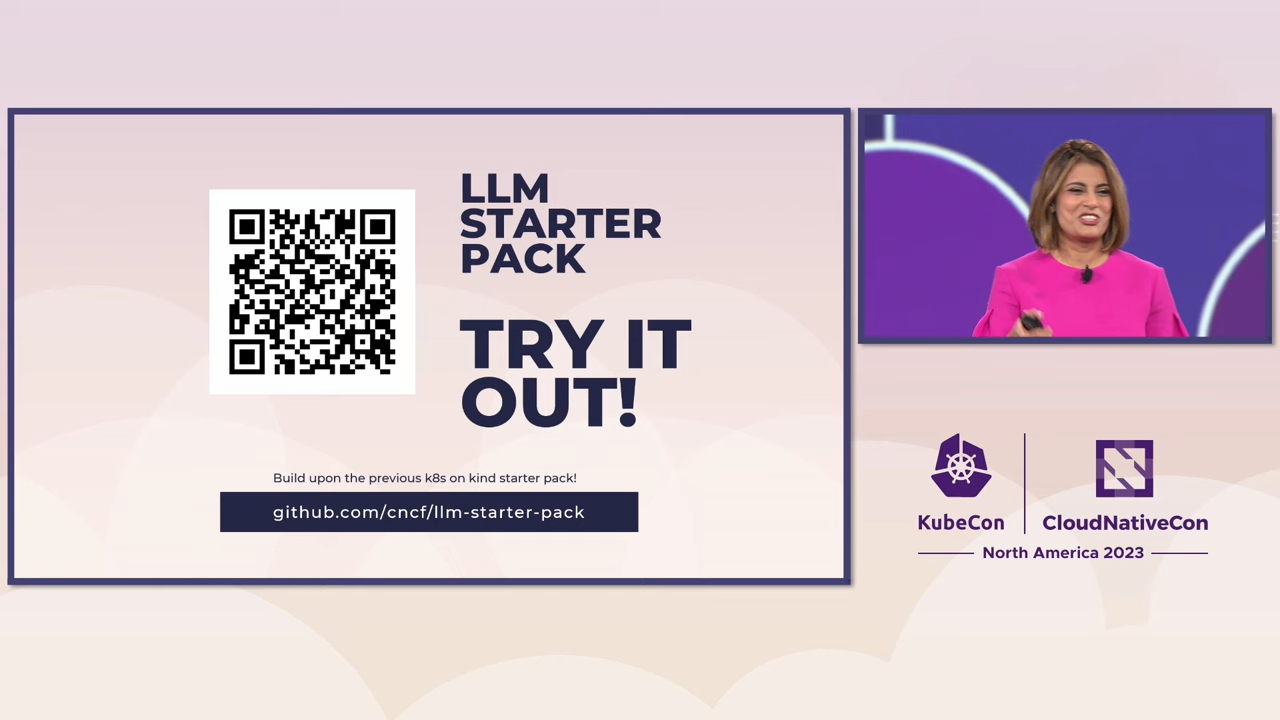 LLM
STARTER
PACK
TRY IT
OUT!
Build upon the previous k8s on kind starter pack!
github.com/cncf/llm-starter-pack
KubeCon
CloudNativeCon
North America 2023